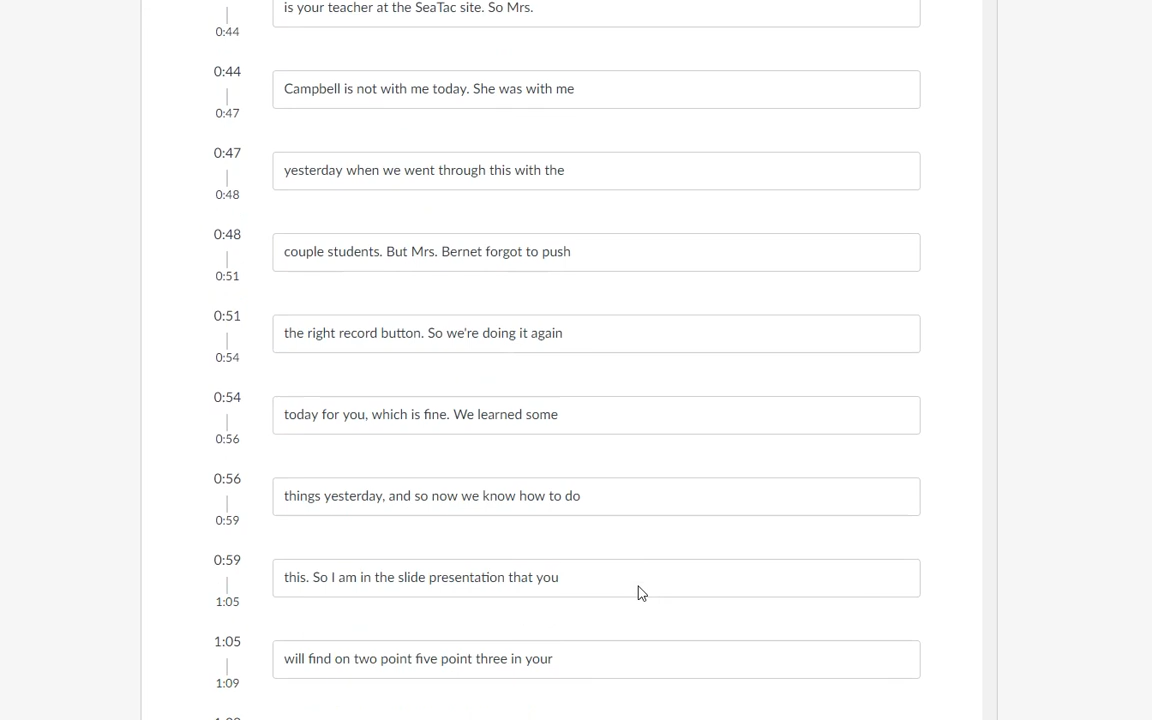 is your teacher at the SeaTac site. So Mrs.
0:44
0:44
Campbell is not with me today. She was with me
0:47
0:47
yesterday when we went through this with the
0:48
0:48
couple students. But Mrs. Bernet forgot to push
0:51
0:51
the right record button. So we're doing it again
0:54
0:54
today for you, which is fine. We learned some
0:56
0:56
things yesterday, and so now we know how to do
0:59
0:59
this. So I am in the slide presentation that you
1:05
1:05
will find on two point five point three in your
1:09